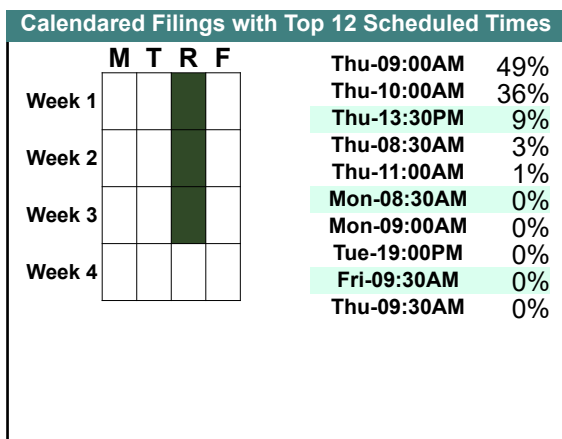 Calendared Filings with Top 12 Scheduled Times
M T R F
Week 1
Week 2
Week 3
Week 4
Thu-09:00AM 49%
Thu-10:00AM 36%
Thu-13:30PM 9%
Thu-08:30AM 3%
Thu-11:00AM 1%
Mon-08:30AM 0%
Mon-09:00AM 0%
Tue-19:00PM 0%
Fri-09:30AM 0%
Thu-09:30AM 0%